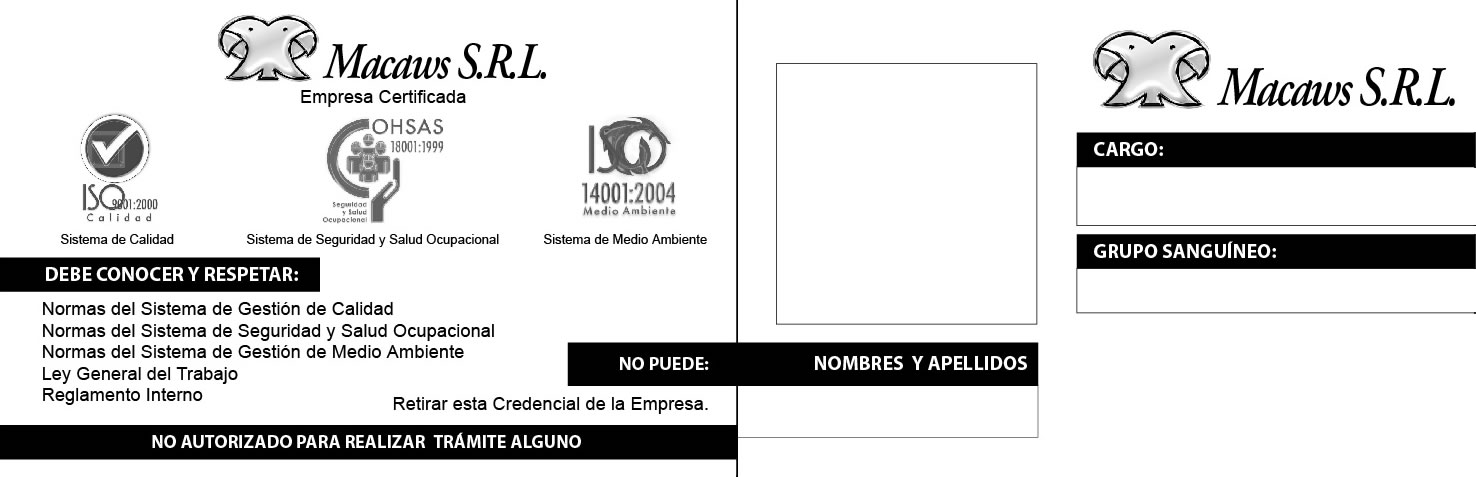 Macaws S.R.L.
Empresa Certificada
ISO 9001:2000
Calidad
Sistema de Calidad
OHSAS
18001:1999
Seguridad
y Salud
Ocupacional
Sistema de Seguridad y Salud Ocupacional
ISO
14001:2004
Medio Ambiente
Sistema de Medio Ambiente
DEBE CONOCER Y RESPETAR:
Normas del Sistema de Gestión de Calidad
Normas del Sistema de Seguridad y Salud Ocupacional
Normas del Sistema de Gestión de Medio Ambiente
Ley General del Trabajo
Reglamento Interno
NO PUEDE:
Retirar esta Credencial de la Empresa.
NO AUTORIZADO PARA REALIZAR TRÁMITE ALGUNO
NOMBRES Y APELLIDOS
Macaws S.R.L.
CARGO:
GRUPO SANGUÍNEO: